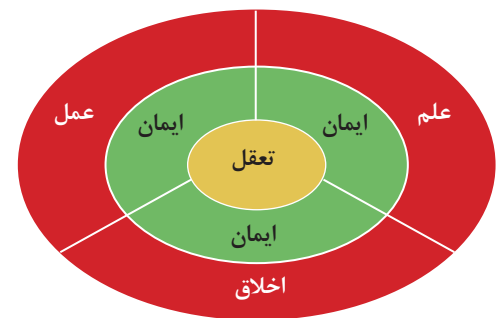 علم
عمل
ایمان
ایمان
تعقل
ایمان
اخلاق